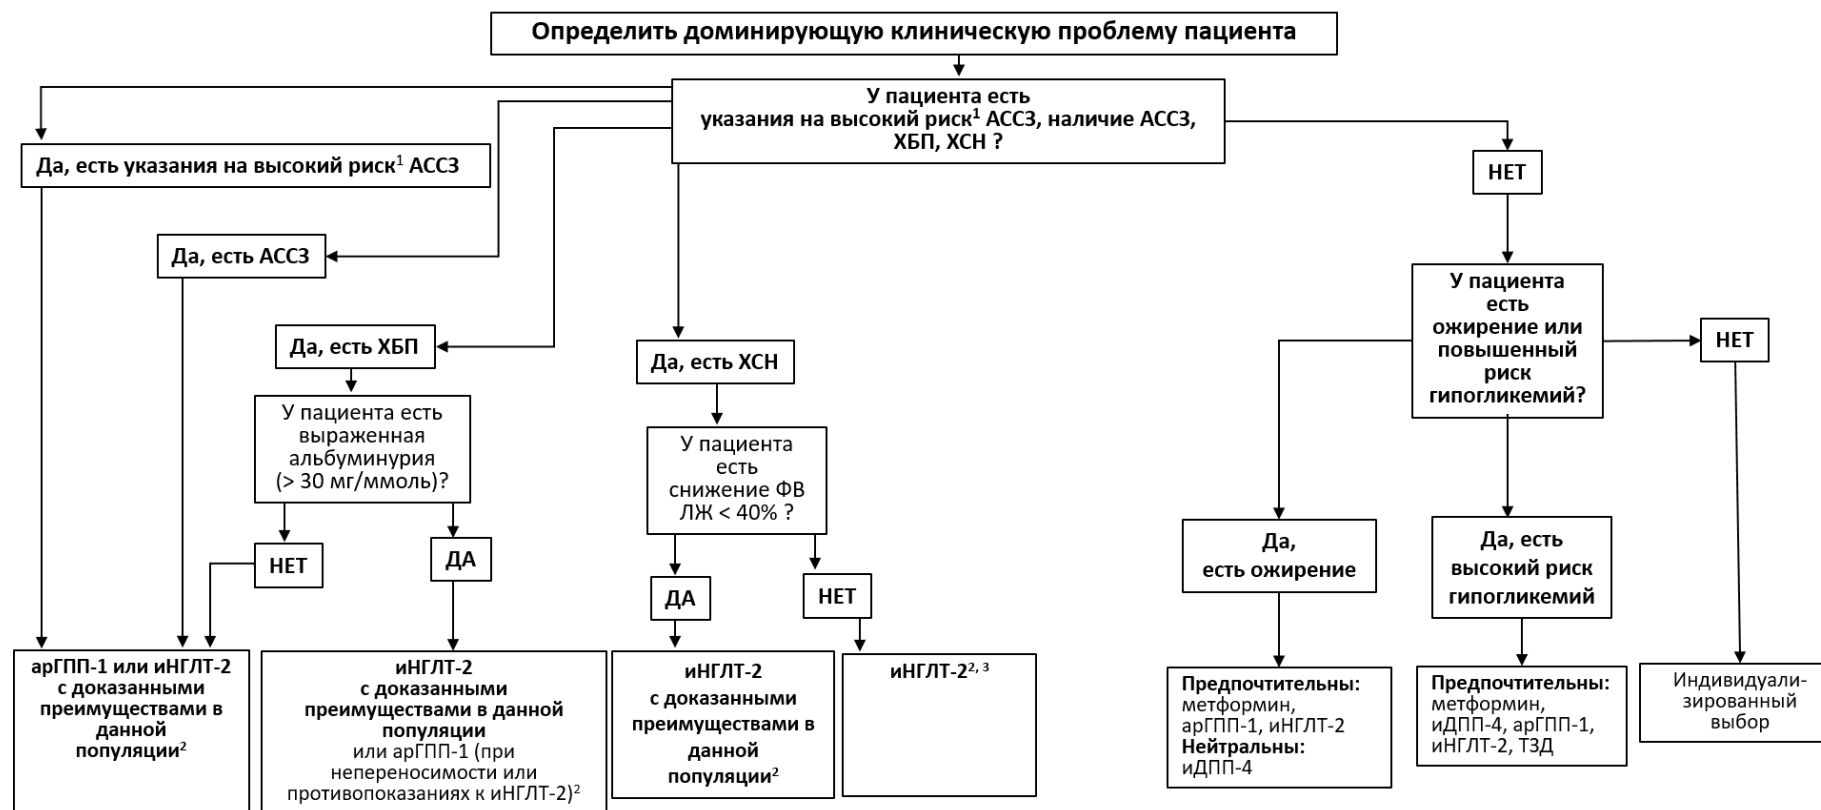 Определить доминирующую клиническую проблему пациента
У пациента есть
указания на высокий риск¹ АССЗ, наличие АССЗ,
ХБП, ХСН ?
Да, есть указания на высокий риск¹ АССЗ
НЕТ
Да, есть АССЗ
У пациента
есть
ожирение или
повышенный
риск
гипогликемий?
НЕТ
Да, есть ХБП
Да, есть ХСН
У пациента есть
выраженная
альбуминурия
(> 30 мг/ммоль)?
У пациента
есть
снижение ФВ
ЛЖ < 40% ?
НЕТ
ДА
ДА
НЕТ
Да,
есть ожирение
Да, есть
высокий риск
гипогликемий
арГПП-1 или иНГЛТ-2
с доказанными
преимуществами в
данной
популяции²
иНГЛТ-2
с доказанными
преимуществами в данной
популяции
или арГПП-1 (при
непереносимости или
противопоказаниях к иНГЛТ-2)²
иНГЛТ-2
с доказанными
преимуществами в
данной
популяции²
иНГЛТ-2²˒ ³
Предпочтительны:
метформин,
арГПП-1, иНГЛТ-2
Нейтральны:
иДПП-4
Предпочтительны:
метформин,
иДПП-4, арГПП-1,
иНГЛТ-2, ТЗД
Индивидуали-
зированный
выбор